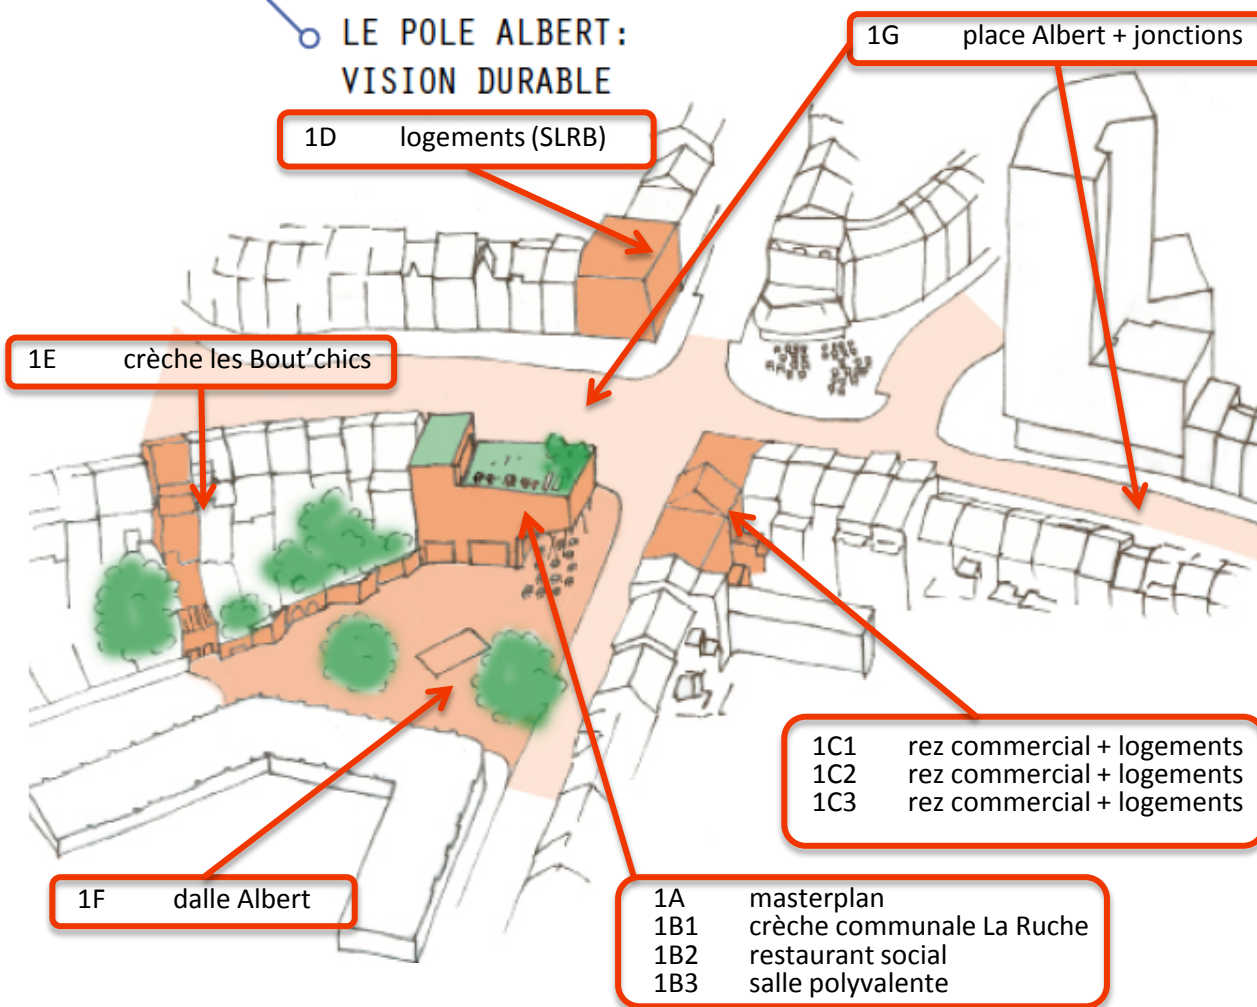 LE POLE ALBERT:
VISION DURABLE
1G place Albert + jonctions
1D logements (SLRB)
1E crèche les Bout’chics
1C1 rez commercial + logements
1C2 rez commercial + logements
1C3 rez commercial + logements
1F dalle Albert
1A masterplan
1B1 crèche communale La Ruche
1B2 restaurant social
1B3 salle polyvalente